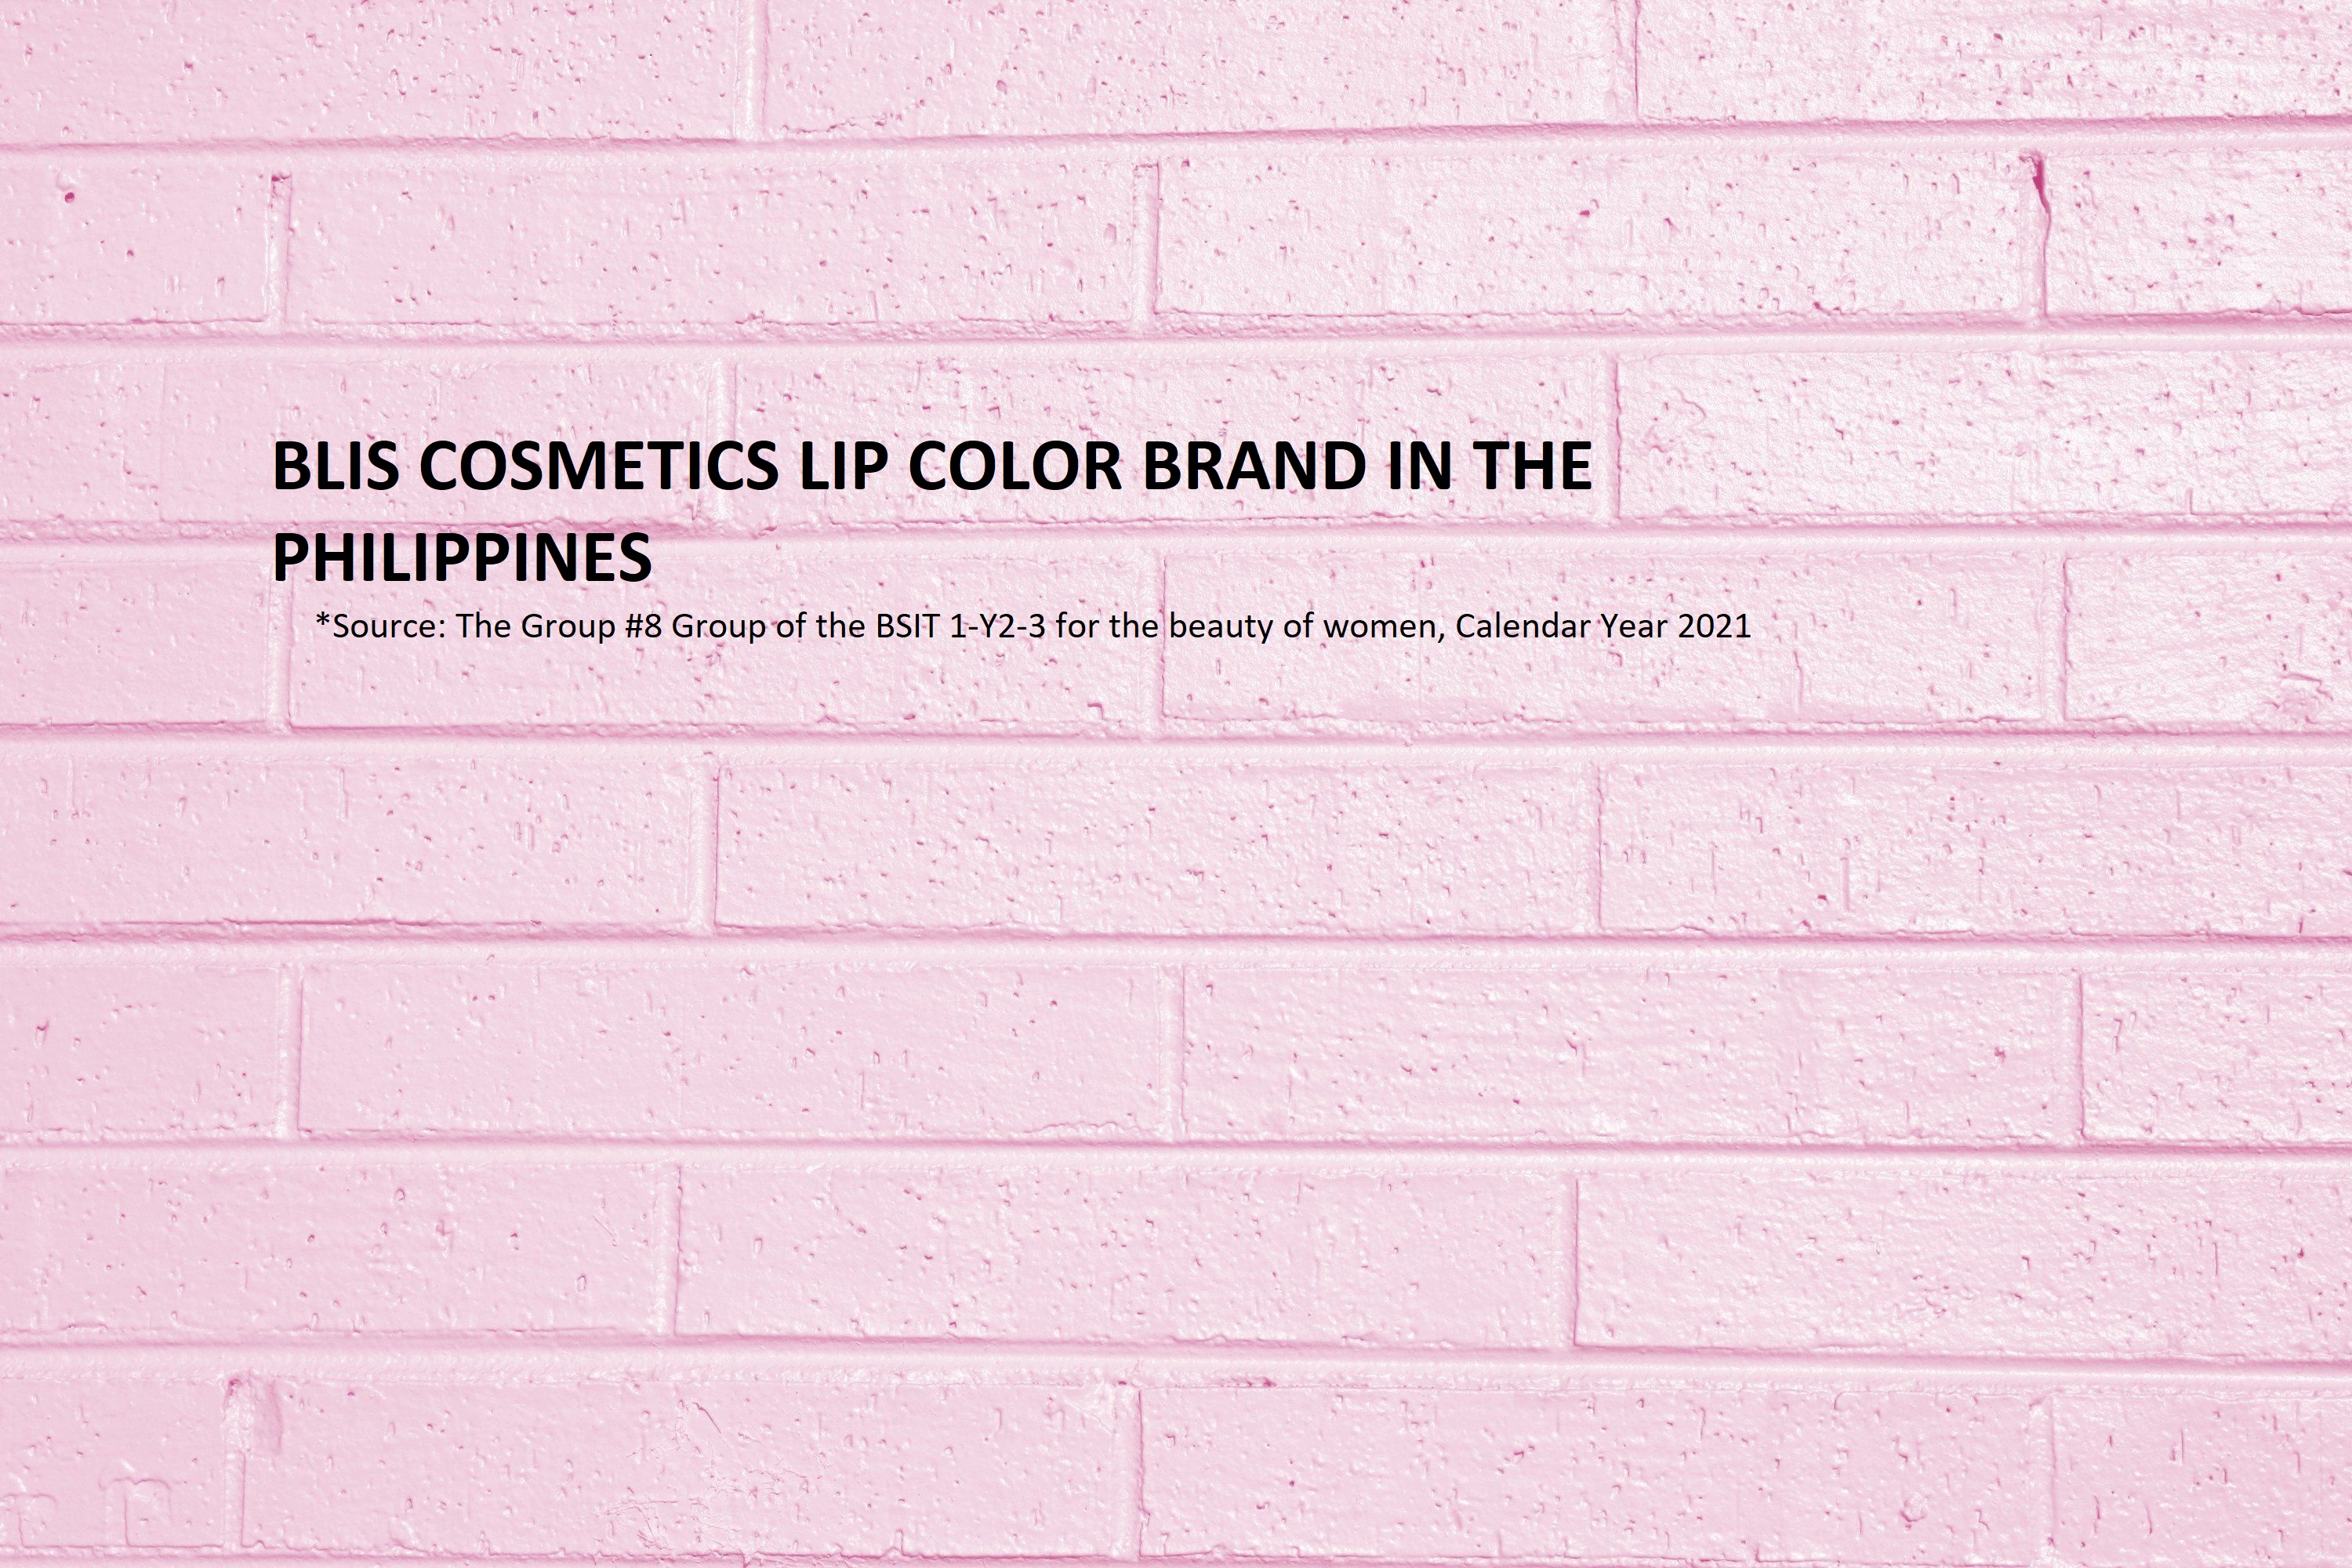 BLIS COSMETICS LIP COLOR BRAND IN THE
PHILIPPINES
*Source: The Group #8 Group of the BSIT 1-Y2-3 for the beauty of women, Calendar Year 2021